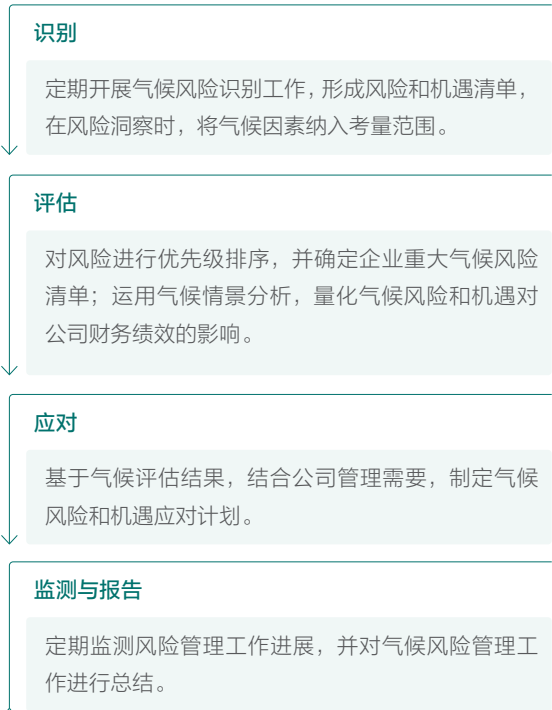 识别
定期开展气候风险识别工作，形成风险和机遇清单，
在风险洞察时，将气候因素纳入考量范围。
评估
对风险进行优先级排序，并确定企业重大气候风险
清单；运用气候情景分析，量化气候风险和机遇对
公司财务绩效的影响。
应对
基于气候评估结果，结合公司管理需要，制定气候
风险和机遇应对计划。
监测与报告
定期监测风险管理工作进展，并对气候风险管理工
作进行总结。